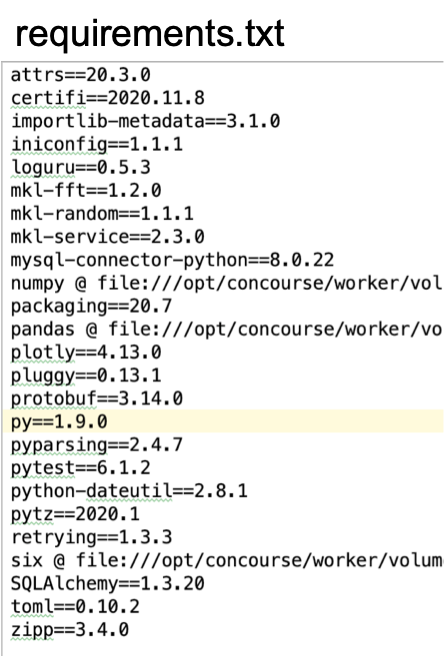 requirements.txt
attrs==20.3.0
certifi==2020.11.8
importlib-metadata==3.1.0
iniconfig==1.1.1
loguru==0.5.3
mkl-fft==1.2.0
mkl-random==1.1.1
mkl-service==2.3.0
mysql-connector-python==8.0.22
numpy @ file:///opt/concourse/worker/vol
packaging==20.7
pandas @ file:///opt/concourse/worker/vo
plotly==4.13.0
pluggy==0.13.1
protobuf==3.14.0
py==1.9.0
pyparsing==2.4.7
pytest==6.1.2
python-dateutil==2.8.1
pytz==2020.1
retrying==1.3.3
six @ file:///opt/concourse/worker/volum
SQLAlchemy==1.3.20
toml==0.10.2
zipp==3.4.0